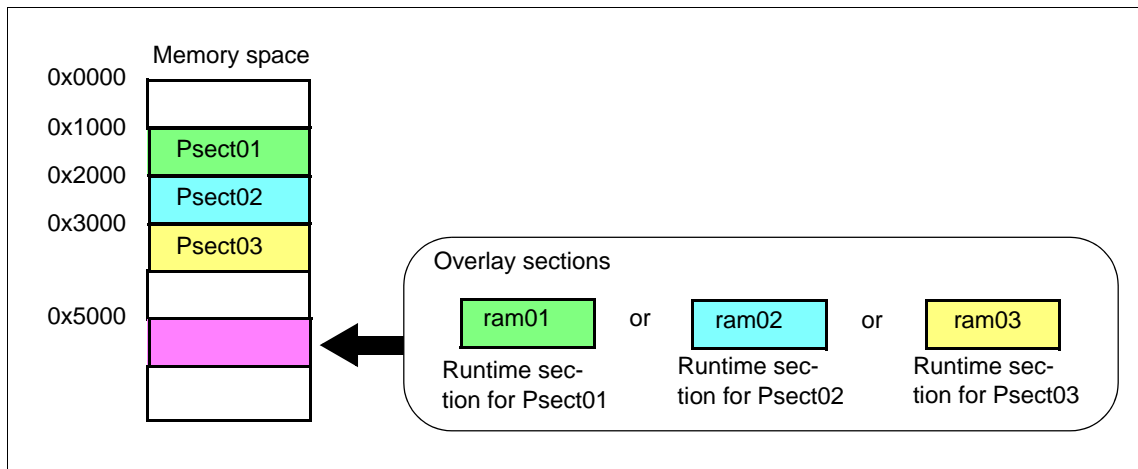 Memory space
0x0000
0x1000
Psect01
0x2000
Psect02
0x3000
Psect03
0x5000
Overlay sections
ram01 or ram02 or ram03
Runtime sec-
tion for Psect01
Runtime sec-
tion for Psect02
Runtime sec-
tion for Psect03